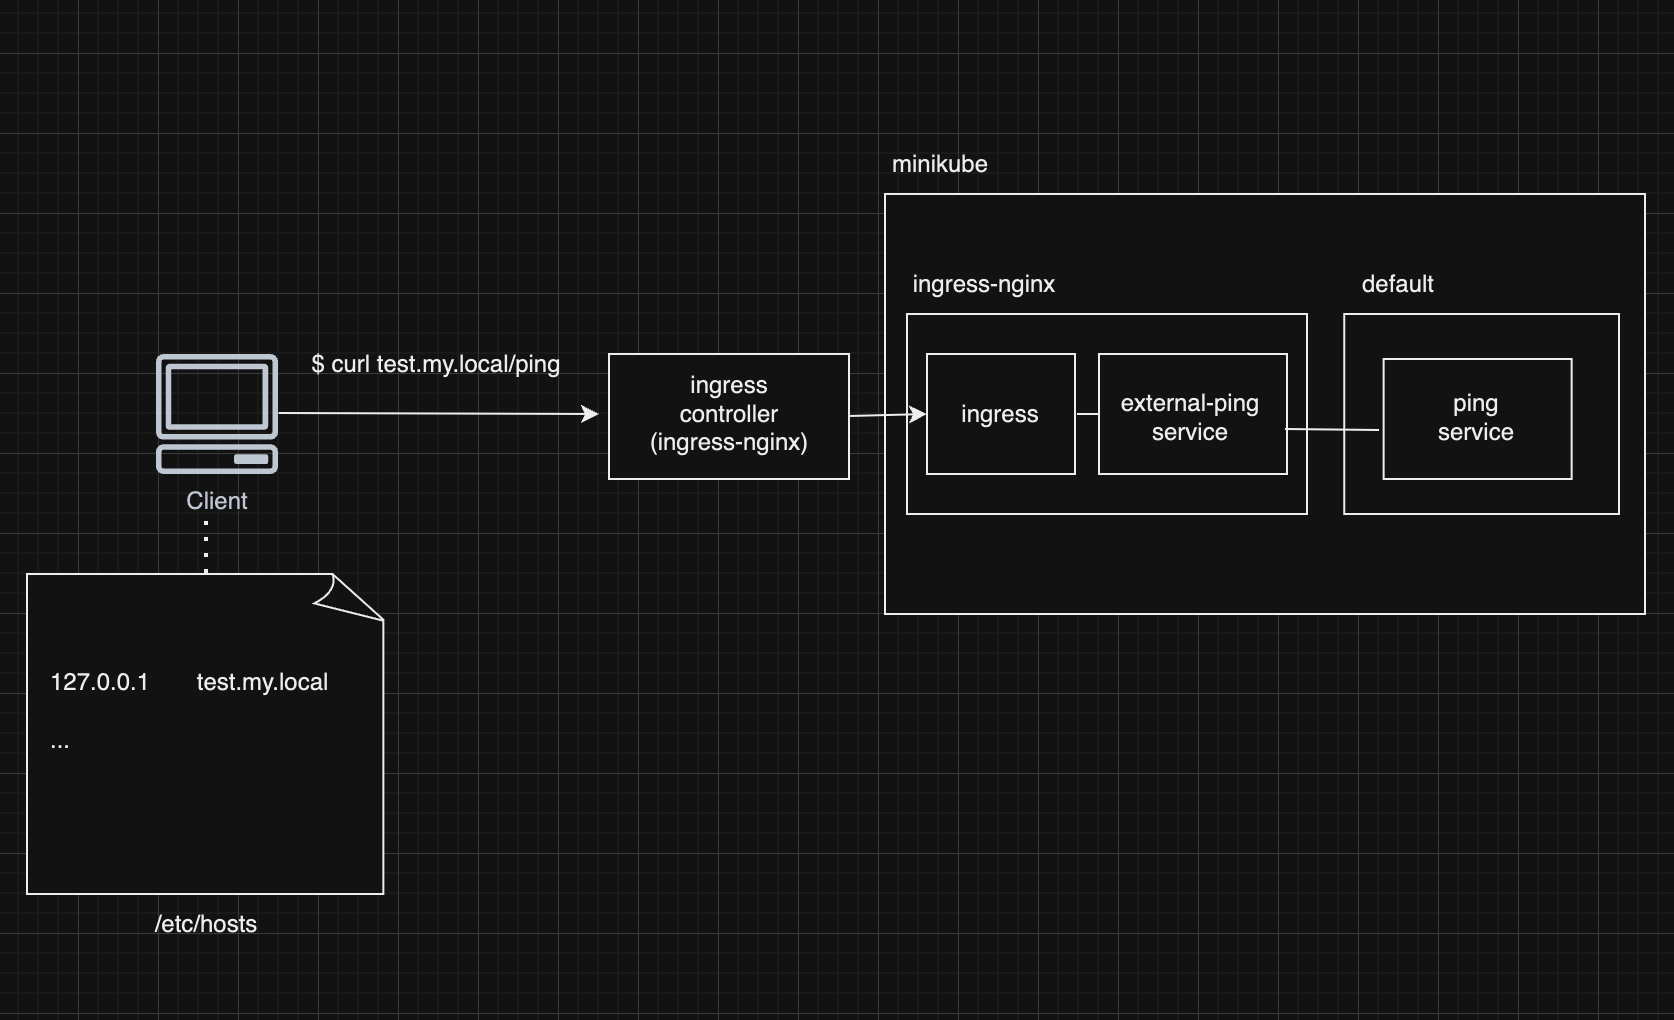 minikube
ingress-nginx
default
$ curl test.my.local/ping
ingress
controller
(ingress-nginx)
ingress
external-ping
service
ping
service
Client
127.0.0.1 test.my.local
...
/etc/hosts